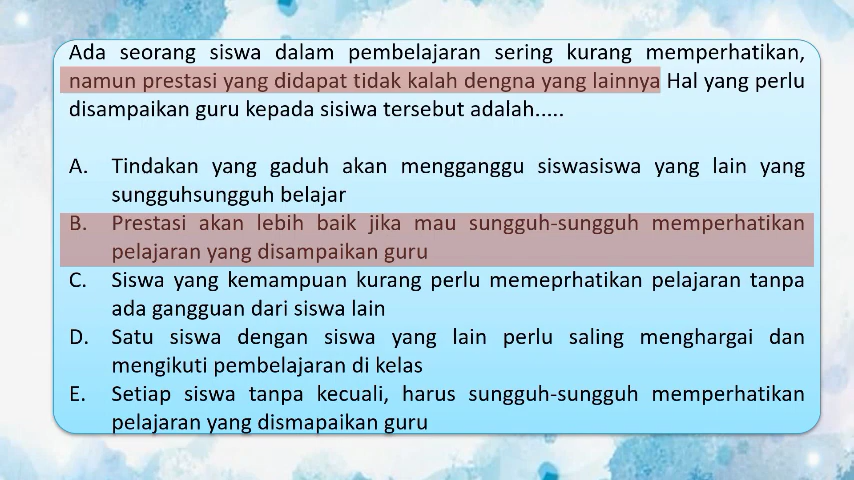 Ada seorang siswa dalam pembelajaran sering kurang memperhatikan,
namun prestasi yang didapat tidak kalah dengna yang lainnya Hal yang perlu
disampaikan guru kepada sisiwa tersebut adalah.....
A. Tindakan yang gaduh akan mengganggu siswasiswa yang lain yang
sungguhsungguh belajar
B. Prestasi akan lebih baik jika mau sungguh-sungguh memperhatikan
pelajaran yang disampaikan guru
C. Siswa yang kemampuan kurang perlu memeprhatikan pelajaran tanpa
ada gangguan dari siswa lain
D. Satu siswa dengan siswa yang lain perlu saling menghargai dan
mengikuti pembelajaran di kelas
E. Setiap siswa tanpa kecuali, harus sungguh-sungguh memperhatikan
pelajaran yang dismapaikan guru